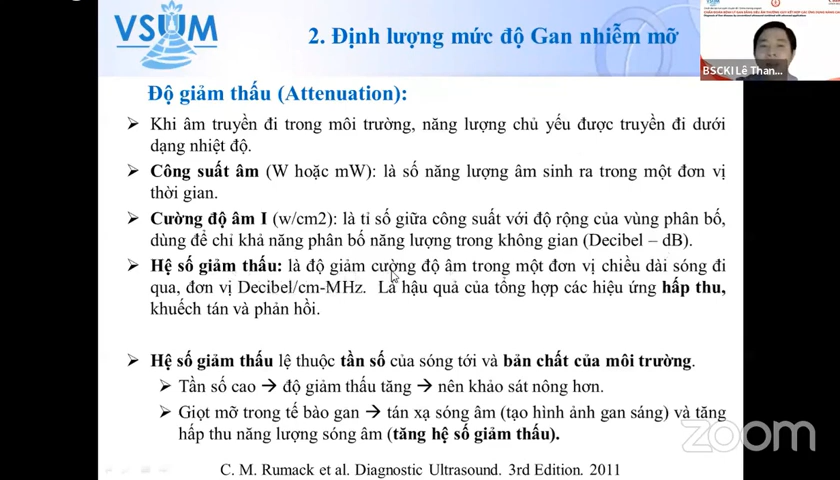 VSUM
2. Định lượng mức độ Gan nhiễm mỡ
BSCKI Lê Than...
Độ giảm thấu (Attenuation):
➢ Khi âm truyền đi trong môi trường, năng lượng chủ yếu được truyền đi dưới
dạng nhiệt độ.
➢ Công suất âm (W hoặc mW): là số năng lượng âm sinh ra trong một đơn vị
thời gian.
➢ Cường độ âm I (w/cm2): là tỉ số giữa công suất với độ rộng của vùng phân bố,
dùng để chỉ khả năng phân bố năng lượng trong không gian (Decibel – dB).
➢ Hệ số giảm thấu: là độ giảm cường độ âm trong một đơn vị chiều dài sóng đi
qua, đơn vị Decibel/cm-MHz. Là hậu quả của tổng hợp các hiệu ứng hấp thu,
khuếch tán và phản hồi.
➢ Hệ số giảm thấu lệ thuộc tần số của sóng tới và bản chất của môi trường.
➢ Tần số cao → độ giảm thấu tăng → nên khảo sát nông hơn.
➢ Giọt mỡ trong tế bào gan → tán xạ sóng âm (tạo hình ảnh gan sáng) và tăng
hấp thu năng lượng sóng âm (tăng hệ số giảm thấu).
zoom
C. M. Rumack et al. Diagnostic Ultrasound. 3rd Edition. 2011